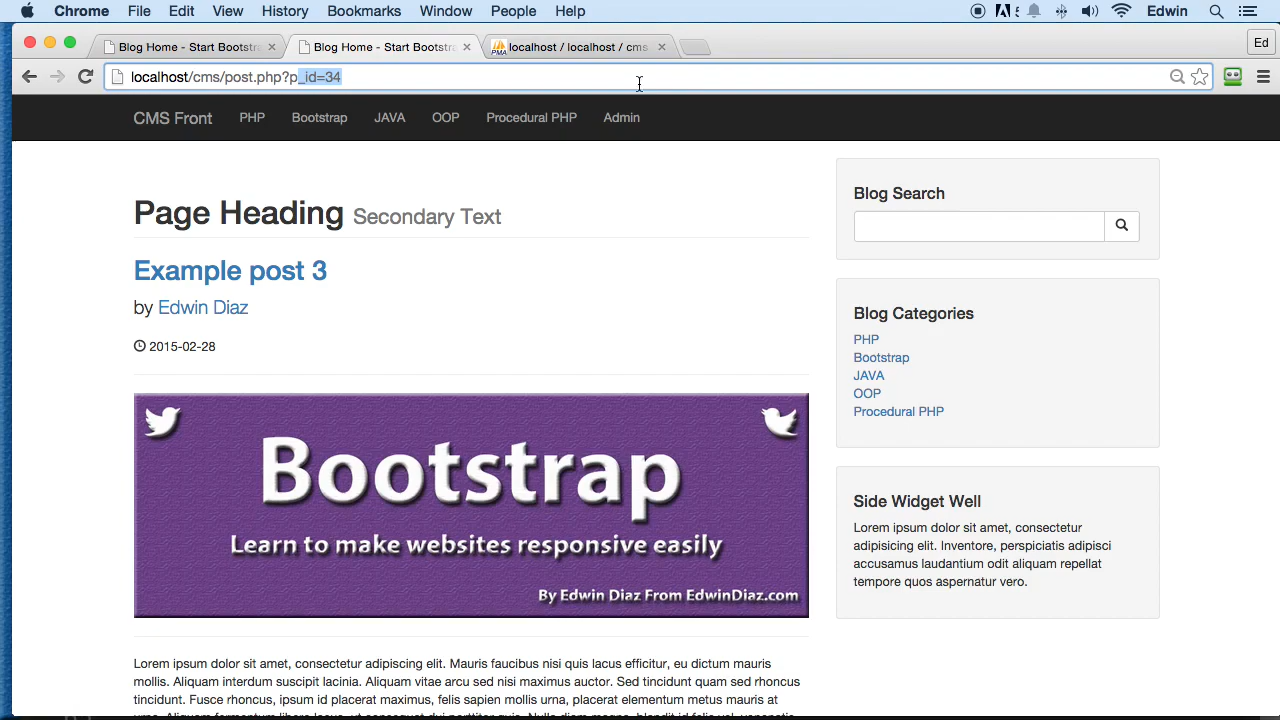 Chrome File Edit View History Bookmarks Window People Help Edwin
Blog Home - Start Bootstra
Blog Home - Start Bootstra
localhost / localhost / cms
Ed
localhost/cms/post.php?p_id=34
CMS Front PHP Bootstrap JAVA OOP Procedural PHP Admin
Page Heading Secondary Text
Example post 3
by Edwin Diaz
2015-02-28
Bootstrap
Learn to make websites responsive easily
By Edwin Diaz From EdwinDiaz.com
Lorem ipsum dolor sit amet, consectetur adipiscing elit. Mauris faucibus nisi quis lacus efficitur, eu dictum mauris
mollis. Aliquam interdum suscipit lacinia. Aliquam vitae arcu sed nisi maximus auctor. Sed tincidunt quam sed rhoncus
tincidunt. Fusce rhoncus, ipsum id placerat maximus, felis sapien mollis urna, placerat elementum metus mauris at
Blog Search
Blog Categories
PHP
Bootstrap
JAVA
OOP
Procedural PHP
Side Widget Well
Lorem ipsum dolor sit amet, consectetur
adipisicing elit. Inventore, perspiciatis adipisci
accusamus laudantium odit aliquam repellat
tempore quos aspernatur vero.